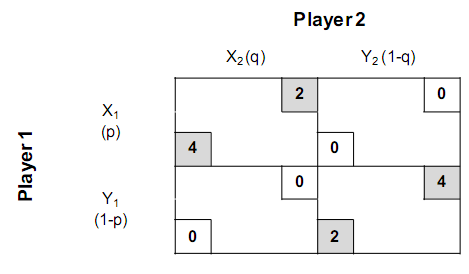 Player 2
X₂ (q) Y₂ (1-q)
Player 1
X₁
(p)
2 0
4 0
Y₁
(1-p)
0 4
0 2